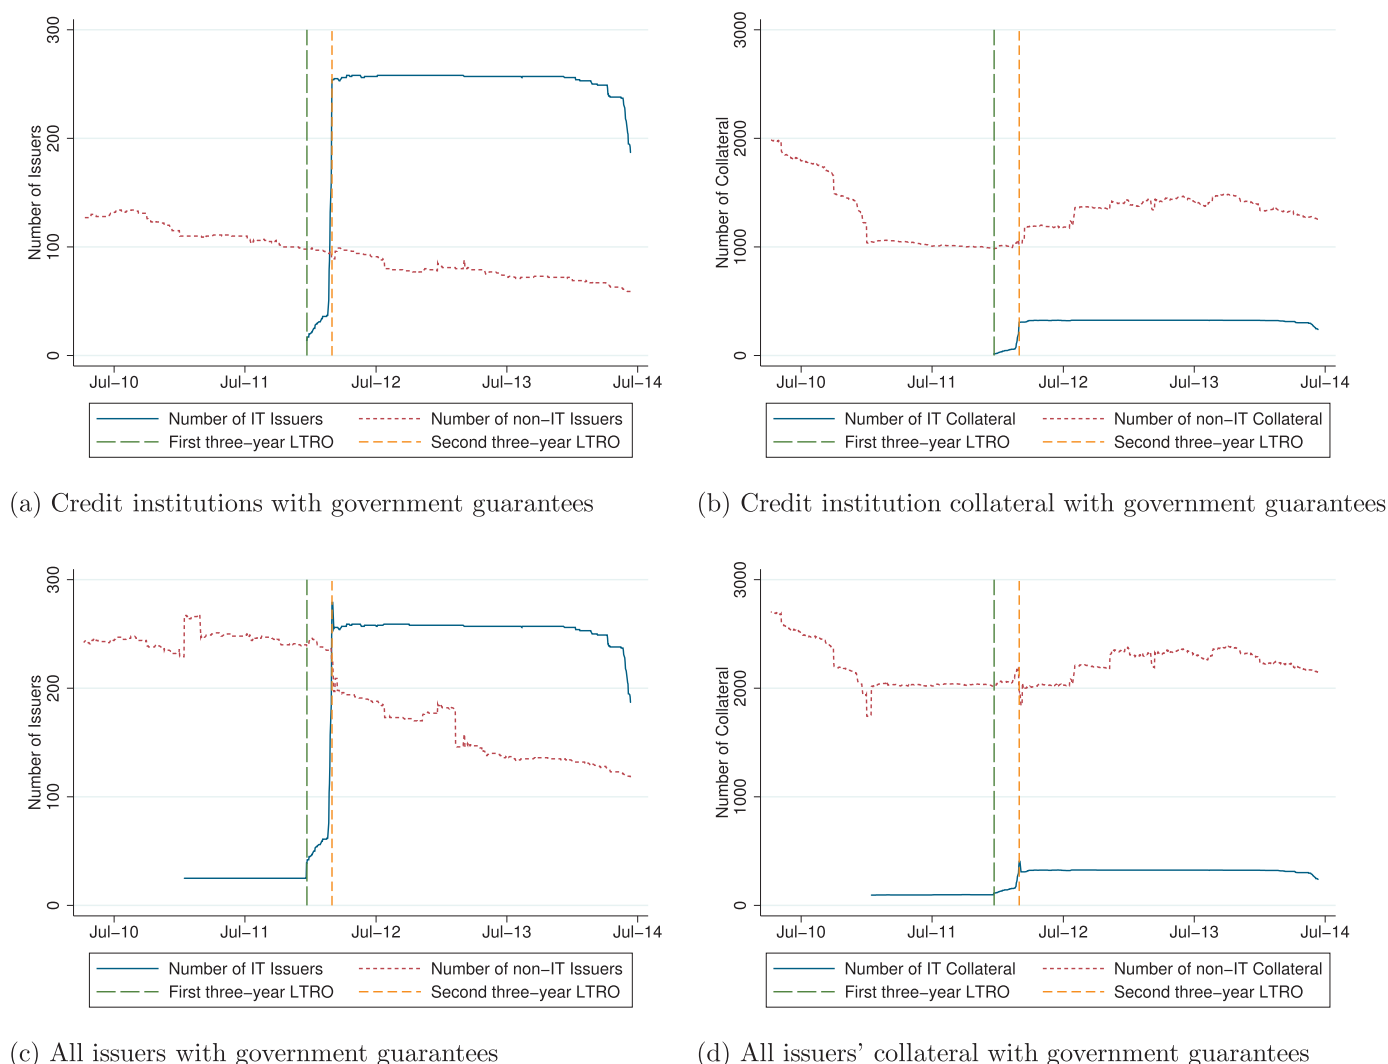 Number of Issuers
300
200
100
0
Jul−10 Jul−11 Jul−12 Jul−13 Jul−14
Number of IT Issuers Number of non−IT Issuers
First three−year LTRO Second three−year LTRO
(a) Credit institutions with government guarantees
Number of Collateral
3000
2000
1000
0
Jul−10 Jul−11 Jul−12 Jul−13 Jul−14
Number of IT Collateral Number of non−IT Collateral
First three−year LTRO Second three−year LTRO
(b) Credit institution collateral with government guarantees
Number of Issuers
300
200
100
0
Jul−10 Jul−11 Jul−12 Jul−13 Jul−14
Number of IT Issuers Number of non−IT Issuers
First three−year LTRO Second three−year LTRO
(c) All issuers with government guarantees
Number of Collateral
3000
2000
1000
0
Jul−10 Jul−11 Jul−12 Jul−13 Jul−14
Number of IT Collateral Number of non−IT Collateral
First three−year LTRO Second three−year LTRO
(d) All issuers' collateral with government guarantees